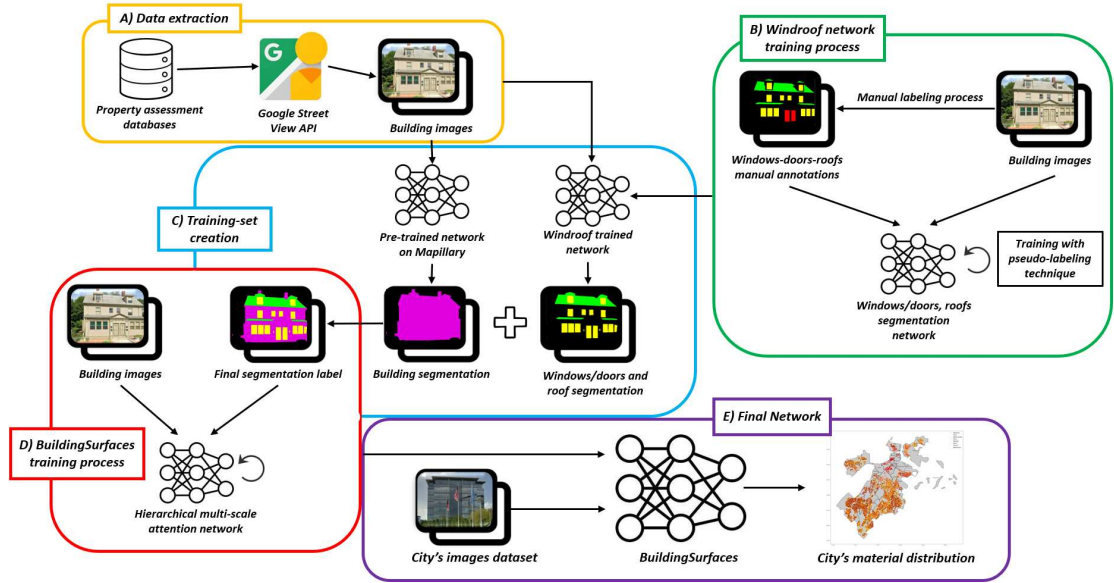 A) Data extraction
Property assessment
databases
G
Google Street
View API
Building images
B) Windroof network
training process
Manual labeling process
Windows-doors-roofs
manual annotations
Building images
Training with
pseudo-labeling
technique
Windows/doors, roofs
segmentation
network
C) Training-set
creation
Pre-trained network
on Mapillary
Windroof trained
network
Building segmentation
Windows/doors and
roof segmentation
Building images
Final segmentation label
D) BuildingSurfaces
training process
Hierarchical multi-scale
attention network
E) Final Network
City's images dataset
BuildingSurfaces
City's material distribution